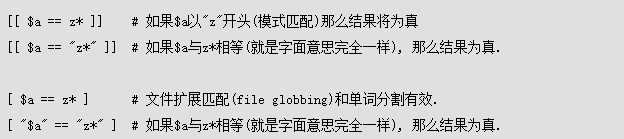 [[ $a == z* ]]   # 如果$a以"z"开头(模式匹配)那么结果将为真
[[ $a == "z*" ]]  # 如果$a与z*相等(就是字面意思完全一样), 那么结果为真.
[ $a == z* ]     # 文件扩展匹配(file globbing)和单词分割有效.
[ "$a" == "z*" ]  # 如果$a与z*相等(就是字面意思完全一样), 那么结果为真.